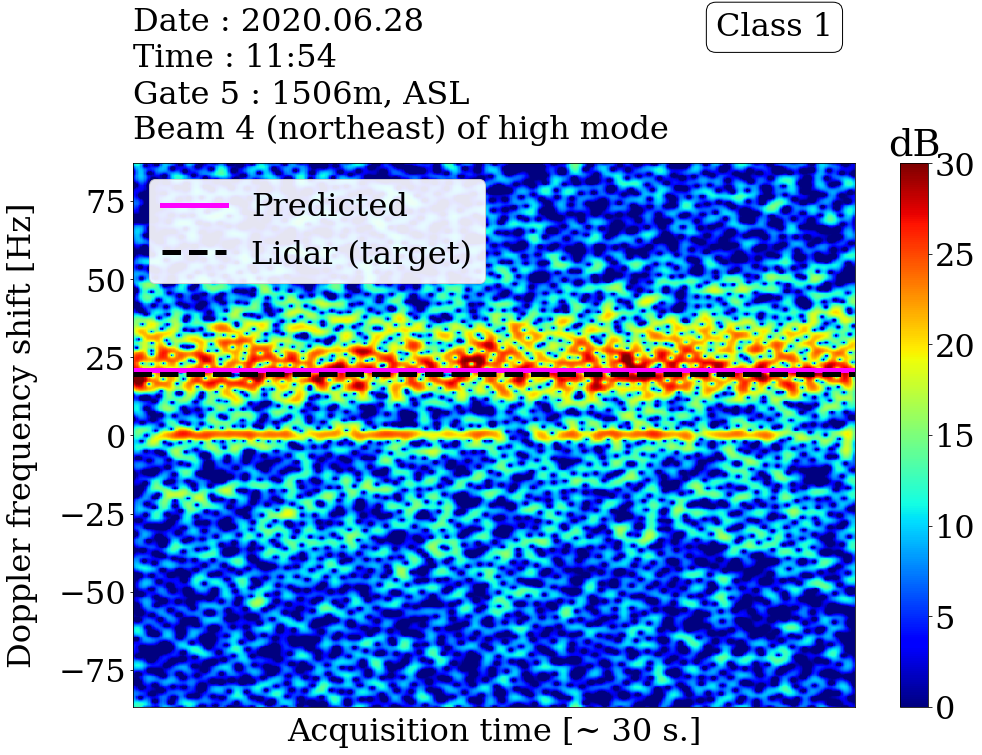 Date : 2020.06.28
Class 1
Time : 11:54
Gate 5 : 1506m, ASL
Beam 4 (northeast) of high mode
dB
Predicted
Lidar (target)
Doppler frequency shift [Hz]
75
50
25
0
−25
−50
−75
30
25
20
15
10
5
0
Acquisition time [~ 30 s.]